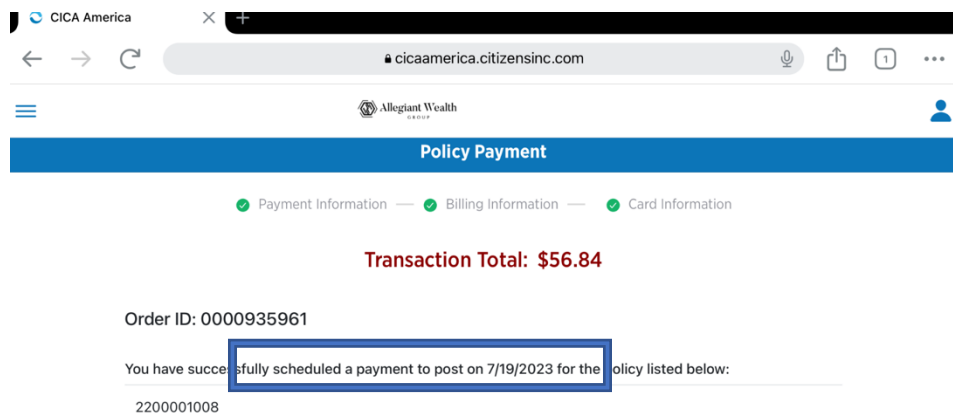 CICA America
cicaamerica.citizensinc.com
1
Allegiant Wealth
GROUP
Policy Payment
Payment Information
Billing Information
Card Information
Transaction Total: $56.84
Order ID: 0000935961
You have successfully scheduled a payment to post on 7/19/2023 for the policy listed below:
2200001008